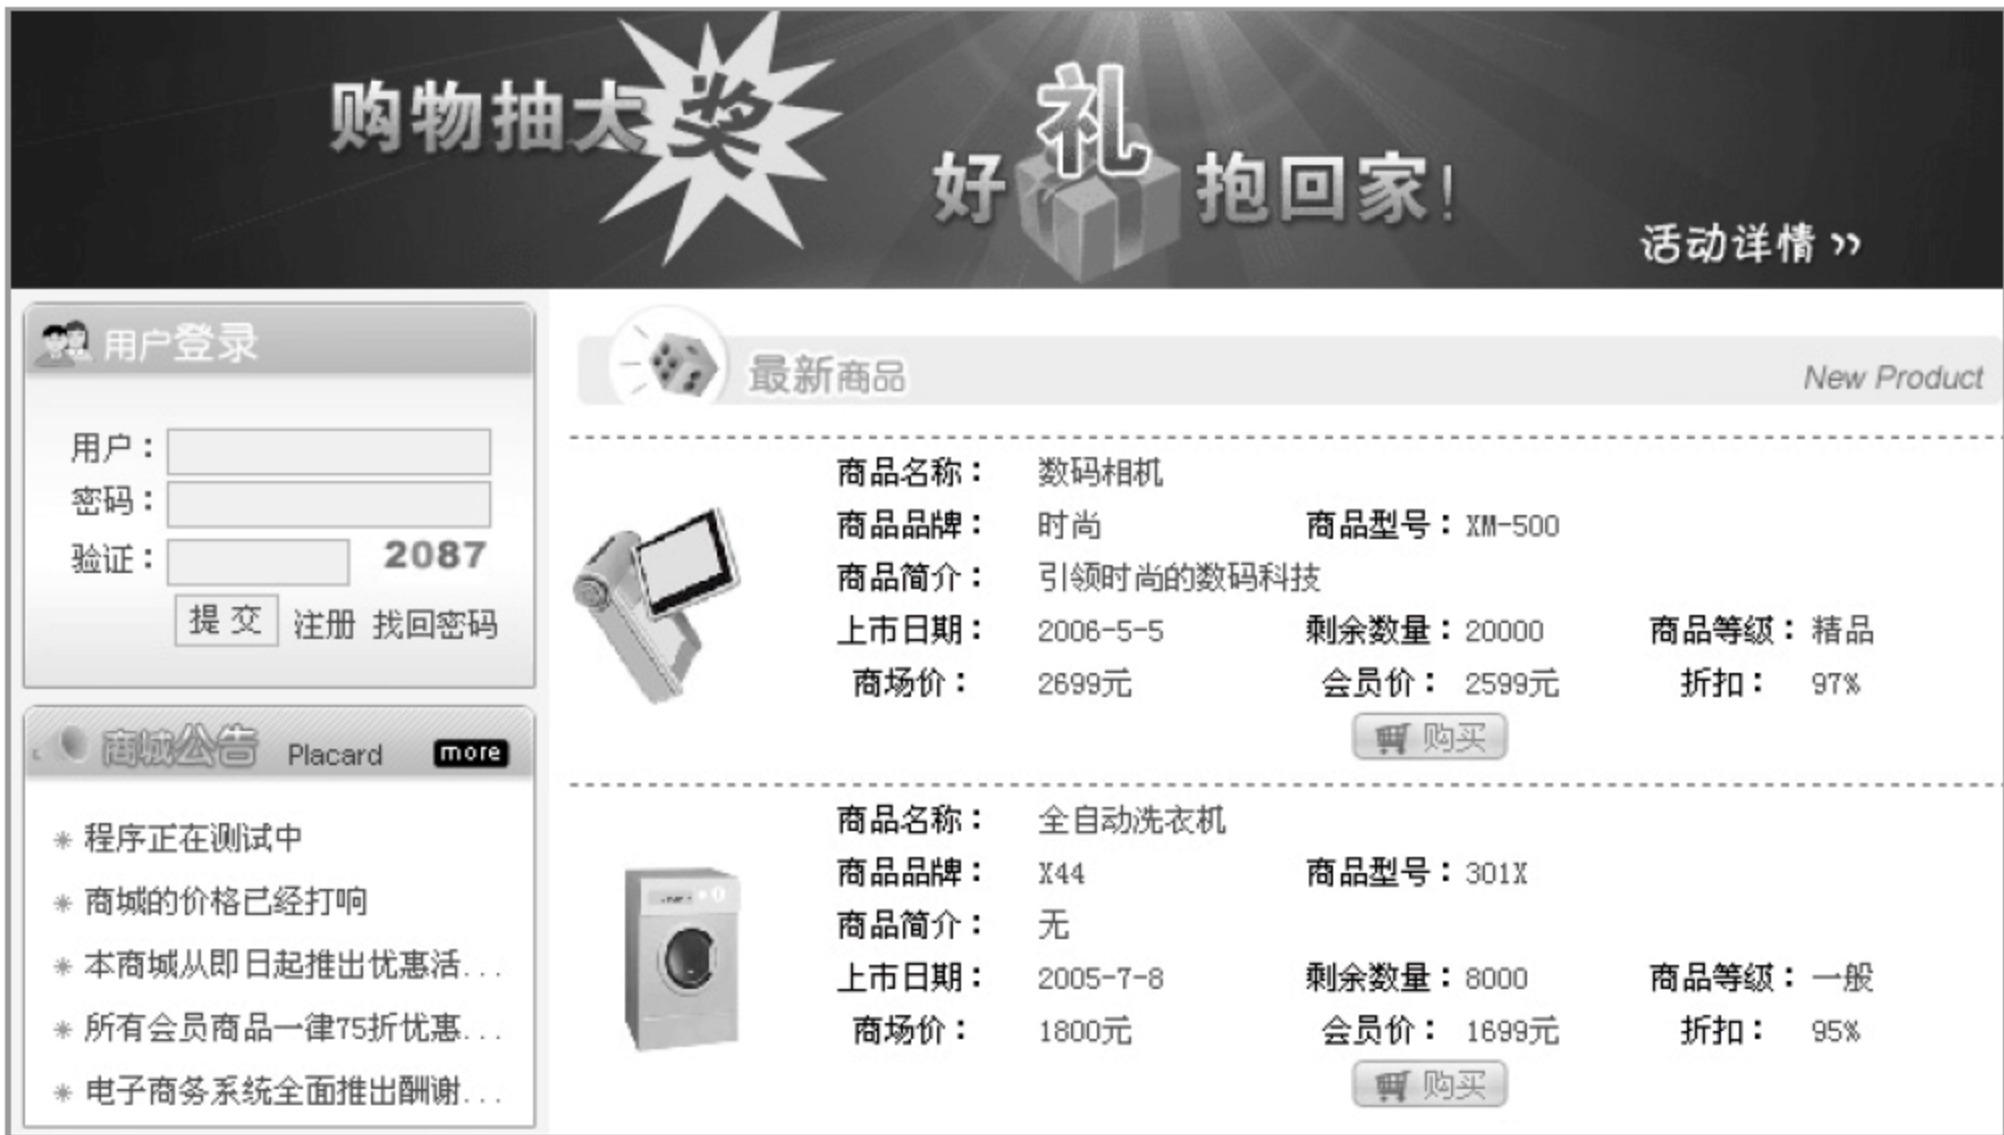 购物抽大奖
好礼抱回家!
活动详情 >>
用户登录
用户：
密码：
验证： 2087
提 交 注册 找回密码
商城公告 Placard more
程序正在测试中
商城的价格已经打响
本商城从即日起推出优惠活...
所有会员商品一律75折优惠...
电子商务系统全面推出酬谢...
最新商品 New Product
商品名称： 数码相机
商品品牌： 时尚 商品型号： XM-500
商品简介： 引领时尚的数码科技
上市日期： 2006-5-5 剩余数量： 20000 商品等级： 精品
商场价： 2699元 会员价： 2599元 折扣： 97%
购买
商品名称： 全自动洗衣机
商品品牌： X44 商品型号： 301X
商品简介： 无
上市日期： 2005-7-8 剩余数量： 8000 商品等级： 一般
商场价： 1800元 会员价： 1699元 折扣： 95%
购买